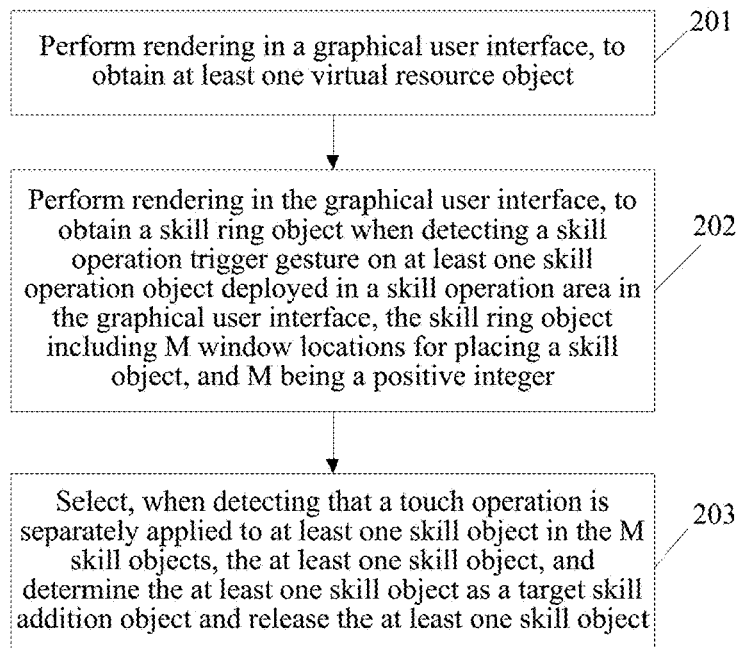 201
Perform rendering in a graphical user interface, to
obtain at least one virtual resource object
202
Perform rendering in the graphical user interface, to
obtain a skill ring object when detecting a skill
operation trigger gesture on at least one skill
operation object deployed in a skill operation area in
the graphical user interface, the skill ring object
including M window locations for placing a skill
object, and M being a positive integer
203
Select, when detecting that a touch operation is
separately applied to at least one skill object in the M
skill objects, the at least one skill object, and
determine the at least one skill object as a target skill
addition object and release the at least one skill object